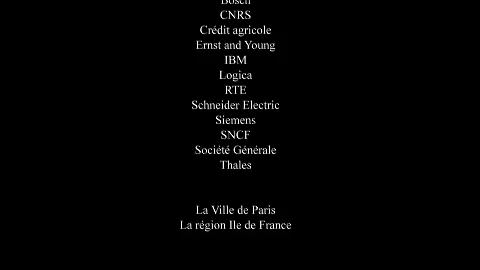 Bosch
CNRS
Crédit agricole
Ernst and Young
IBM
Logica
RTE
Schneider Electric
Siemens
SNCF
Société Générale
Thales
La Ville de Paris
La région Ile de France